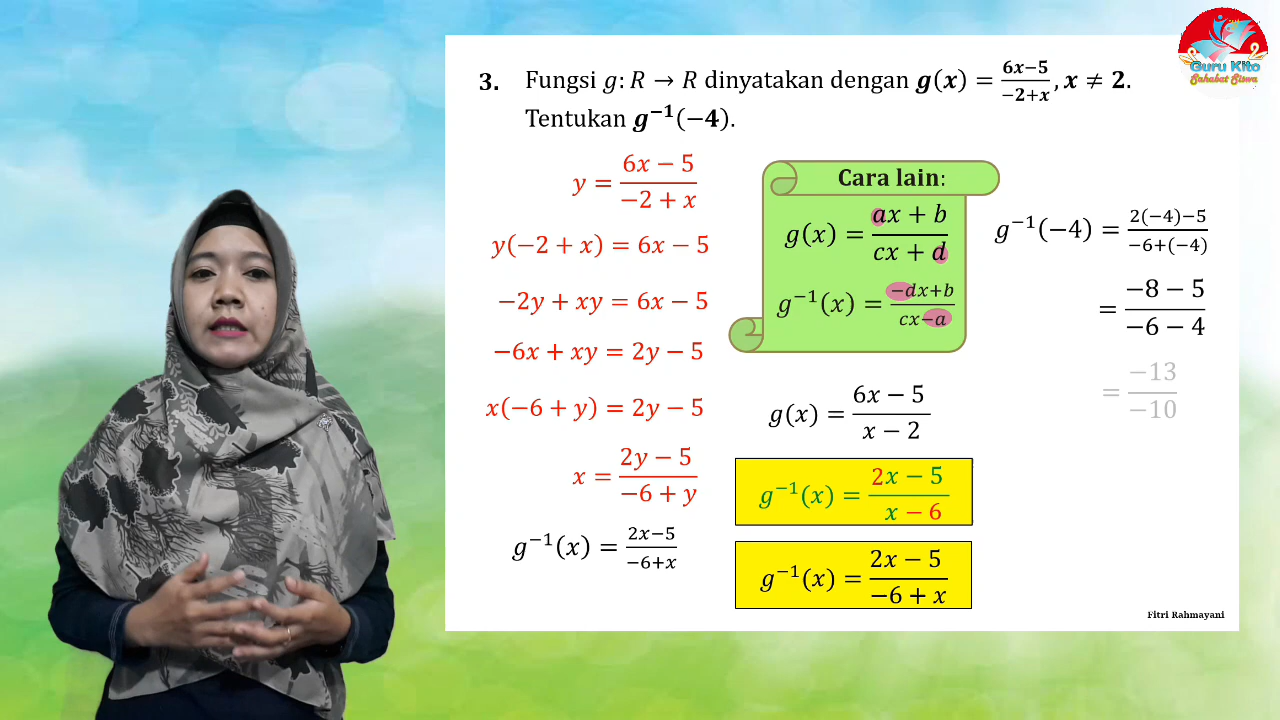 3. Fungsi g: R → R dinyatakan dengan g(x) = (6x−5)/(−2+x), x ≠ 2.
Tentukan g⁻¹(−4).
y = (6x − 5)/(−2 + x)
y(−2 + x) = 6x − 5
−2y + xy = 6x − 5
−6x + xy = 2y − 5
x(−6 + y) = 2y − 5
x = (2y − 5)/(−6 + y)
g⁻¹(x) = (2x−5)/(−6+x)
Cara lain:
g(x) = (ax + b)/(cx + d)
g⁻¹(x) = (−dx+b)/(cx−a)
g(x) = (6x − 5)/(x − 2)
g⁻¹(x) = (2x − 5)/(x − 6)
g⁻¹(x) = (2x − 5)/(−6 + x)
g⁻¹(−4) = (2(−4)−5)/(−6+(−4))
= (−8 − 5)/(−6 − 4)
= (−13)/(−10)
Fitri Rahmayani
Guru Kito
Sahabat Siswa